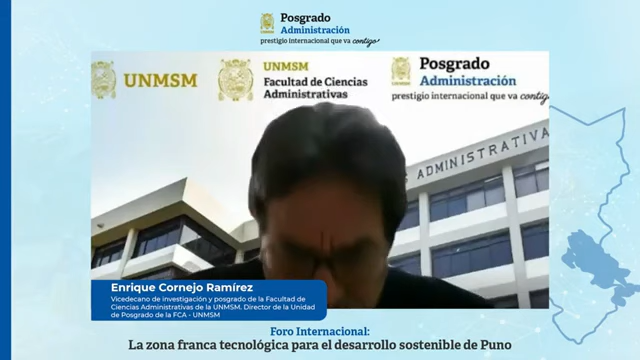 Posgrado
Administración
prestigio internacional que va contigo
UNMSM
UNMSM
Facultad de Ciencias
Administrativas
Posgrado
Administración
prestigio internacional que va contigo
ADMINISTRATIVA
Enrique Cornejo Ramírez
Vicedecano de investigación y posgrado de la Facultad de
Ciencias Administrativas de la UNMSM. Director de la Unidad
de Posgrado de la FCA - UNMSM
Foro Internacional:
La zona franca tecnológica para el desarrollo sostenible de Puno